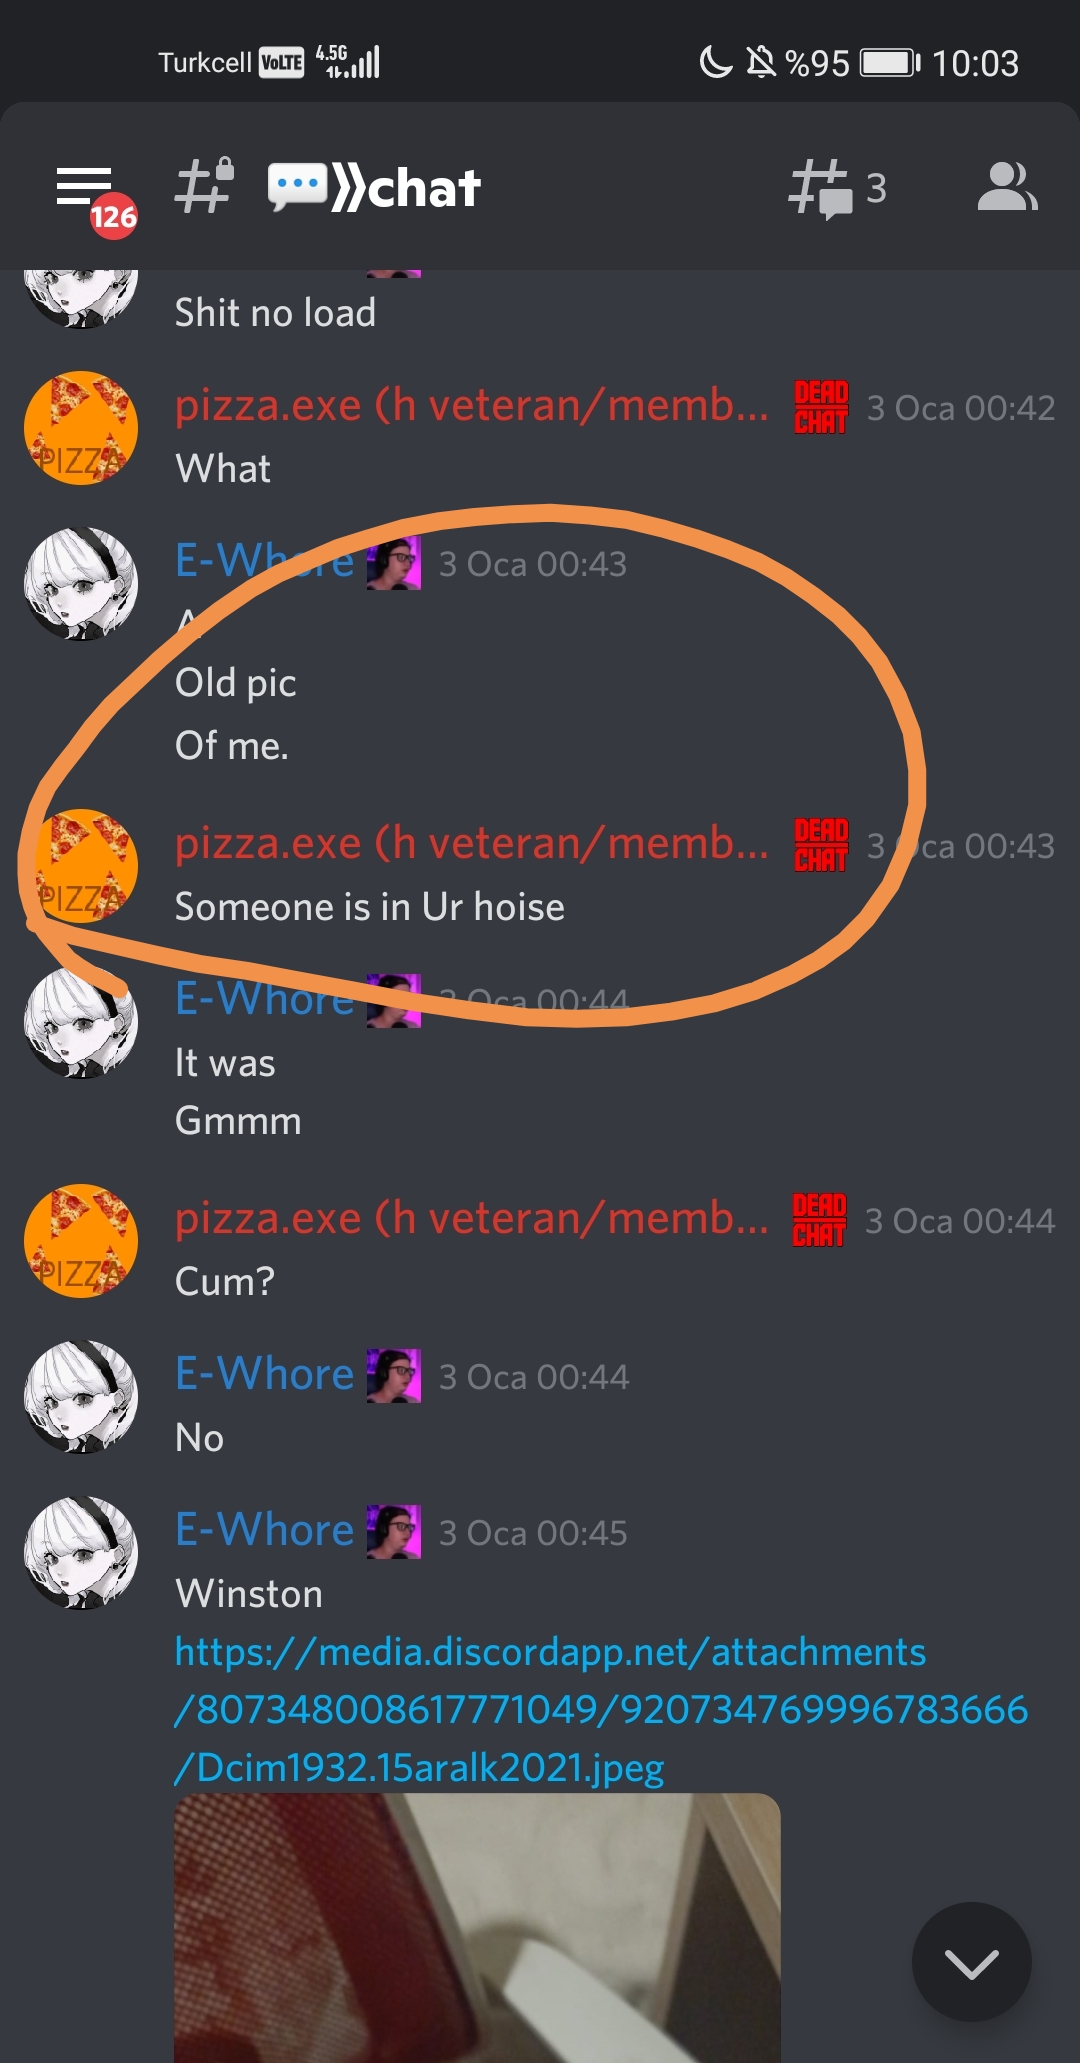 Turkcell VoLTE 4.5G %95 10:03
126 chat 3
Shit no load
pizza.exe (h veteran/memb... DEAD CHAT 3 Oca 00:42
PIZZA
What
E-Whore 3 Oca 00:43
A
Old pic
Of me.
pizza.exe (h veteran/memb... DEAD CHAT 3 Oca 00:43
PIZZA
Someone is in Ur hoise
E-Whore 3 Oca 00:44
It was
Gmmm
pizza.exe (h veteran/memb... DEAD CHAT 3 Oca 00:44
PIZZA
Cum?
E-Whore 3 Oca 00:44
No
E-Whore 3 Oca 00:45
Winston
https://media.discordapp.net/attachments
/807348008617771049/920734769996783666
/Dcim1932.15aralk2021.jpeg